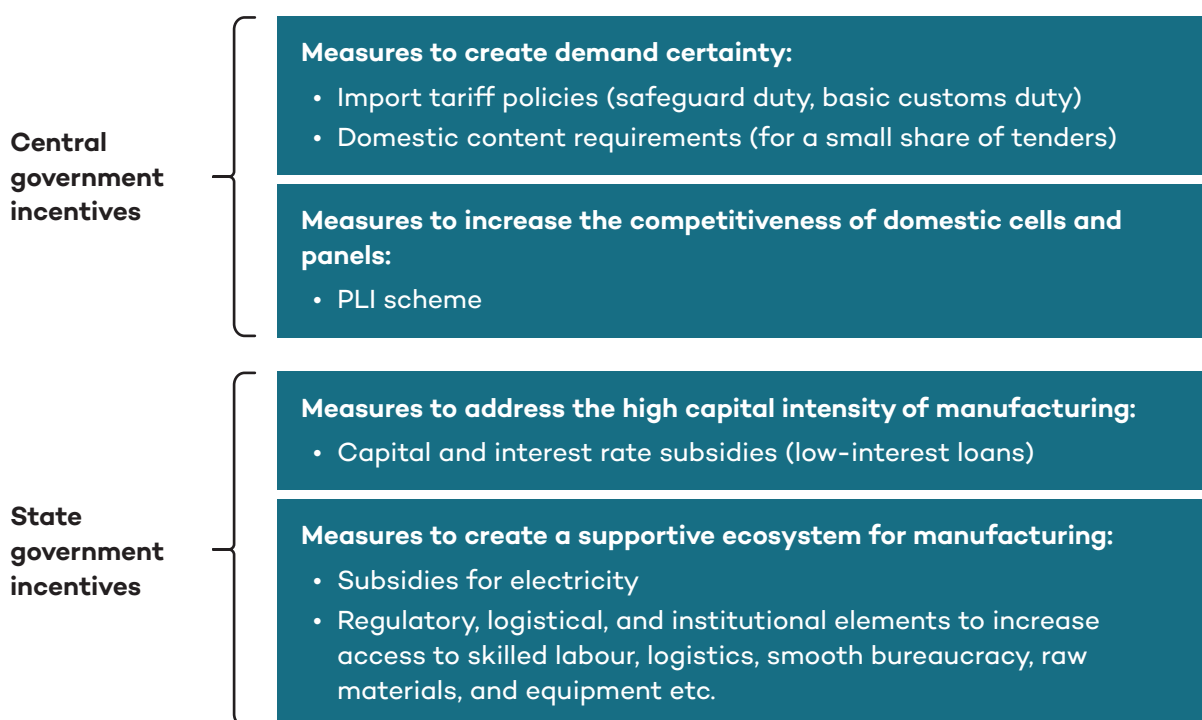 Central
government
incentives
Measures to create demand certainty:
• Import tariff policies (safeguard duty, basic customs duty)
• Domestic content requirements (for a small share of tenders)
Measures to increase the competitiveness of domestic cells and
panels:
• PLI scheme
State
government
incentives
Measures to address the high capital intensity of manufacturing:
• Capital and interest rate subsidies (low-interest loans)
Measures to create a supportive ecosystem for manufacturing:
• Subsidies for electricity
• Regulatory, logistical, and institutional elements to increase
access to skilled labour, logistics, smooth bureaucracy, raw
materials, and equipment etc.